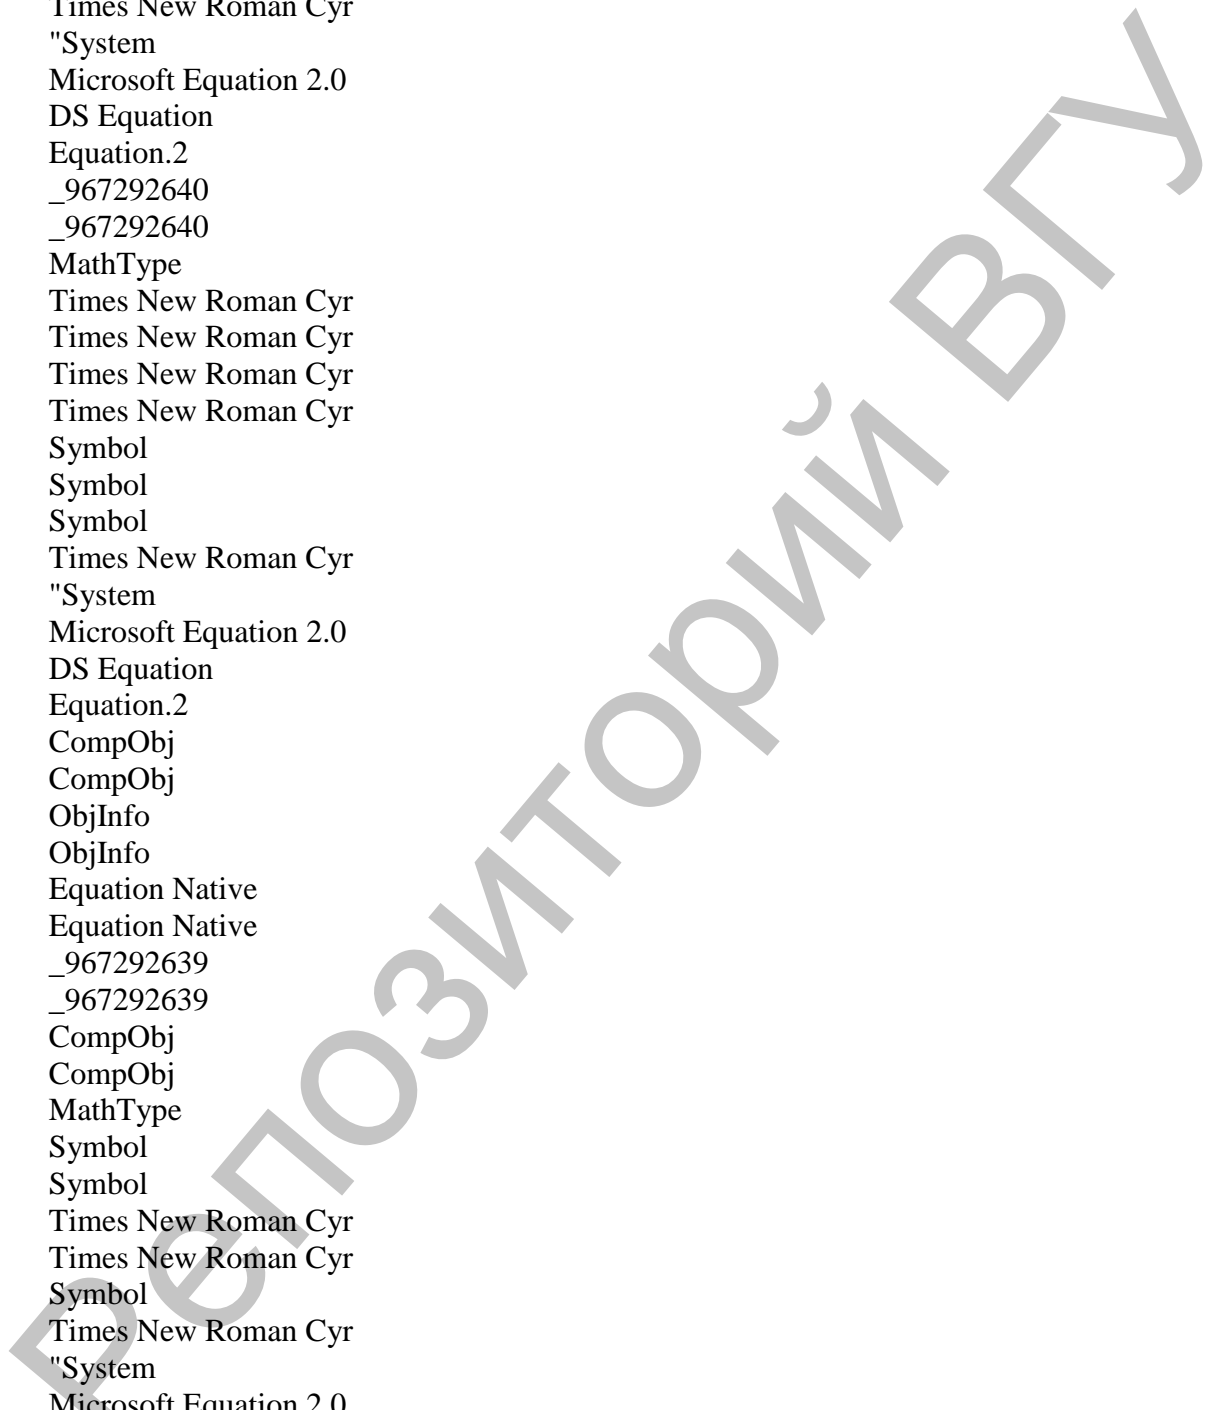 Times New Roman Cyr
"System
Microsoft Equation 2.0
DS Equation
Equation.2
_967292640
_967292640
MathType
Times New Roman Cyr
Times New Roman Cyr
Times New Roman Cyr
Times New Roman Cyr
Symbol
Symbol
Symbol
Times New Roman Cyr
"System
Microsoft Equation 2.0
DS Equation
Equation.2
CompObj
CompObj
ObjInfo
ObjInfo
Equation Native
Equation Native
_967292639
_967292639
CompObj
CompObj
MathType
Symbol
Symbol
Times New Roman Cyr
Times New Roman Cyr
Symbol
Times New Roman Cyr
"System
Microsoft Equation 2.0
Репозиторий ВГУ